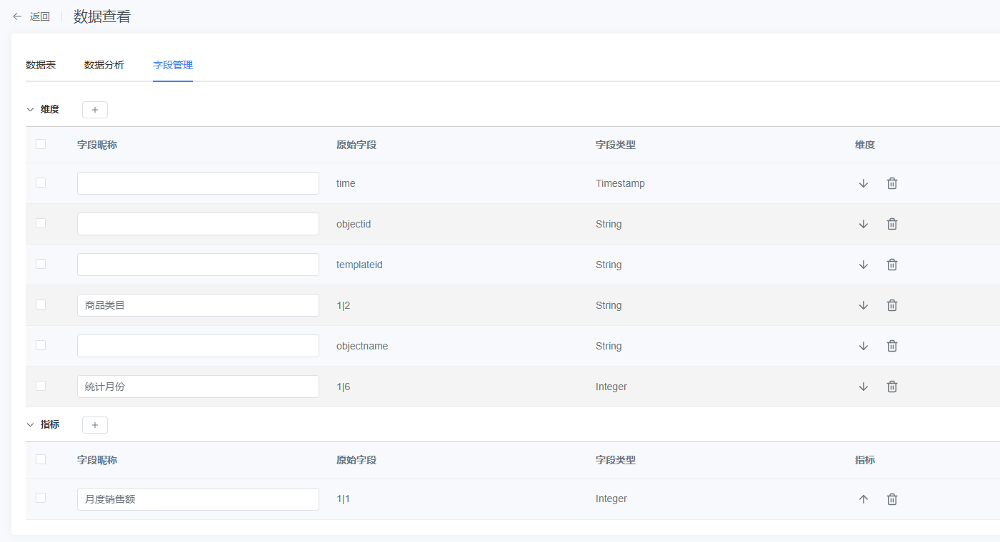 返回 数据查看
数据表 数据分析 字段管理
维度 +
字段昵称 原始字段 字段类型 维度
time Timestamp
objectid String
templateid String
商品类目 1|2 String
objectname String
统计月份 1|6 Integer
指标 +
字段昵称 原始字段 字段类型 指标
月度销售额 1|1 Integer